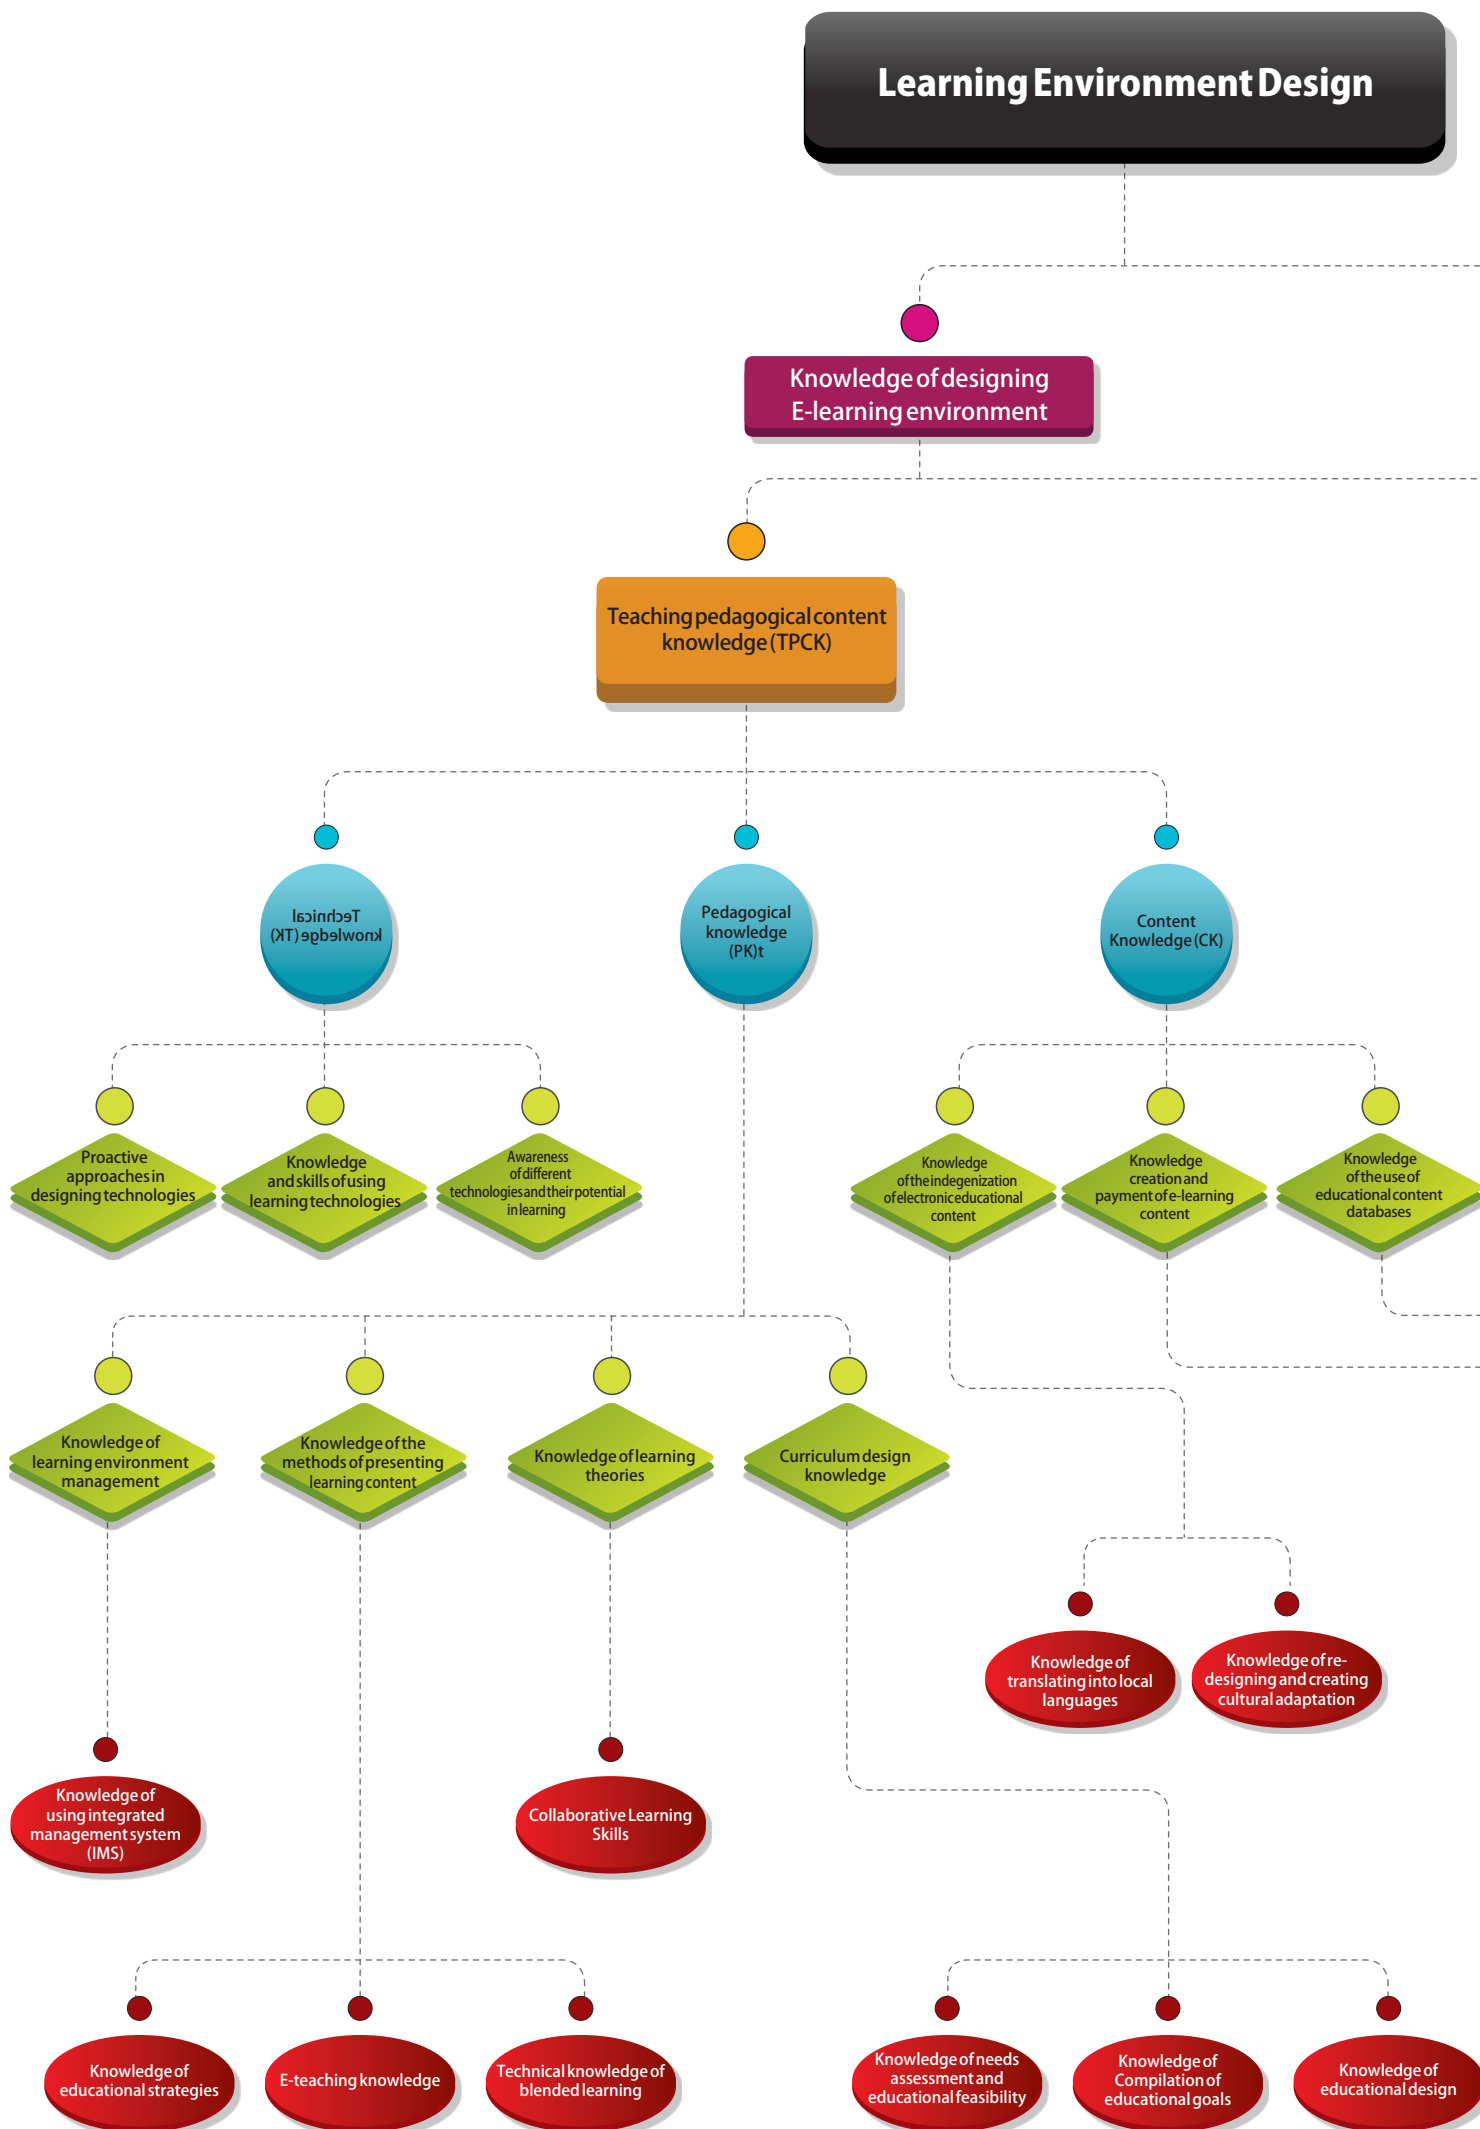 Learning Environment Design
Knowledge of designing
E-learning environment
Teaching pedagogical content
knowledge (TPCK)
Technical
knowledge (TK)
Pedagogical
knowledge
(PK)t
Content
Knowledge (CK)
Proactive
approaches in
designing technologies
Knowledge
and skills of using
learning technologies
Awareness
of different
technologies and their potential
in learning
Knowledge
of the indegenization
of electronic educational
content
Knowledge
creation and
payment of e-learning
content
Knowledge
of the use of
educational content
databases
Knowledge of
learning environment
management
Knowledge of the
methods of presenting
learning content
Knowledge of learning
theories
Curriculum design
knowledge
Knowledge of
translating into local
languages
Knowledge of re-
designing and creating
cultural adaptation
Knowledge of
using integrated
management system
(IMS)
Collaborative Learning
Skills
Knowledge of
educational strategies
E-teaching knowledge
Technical knowledge of
blended learning
Knowledge of needs
assessment and
educational feasibility
Knowledge of
Compilation of
educational goals
Knowledge of
educational design